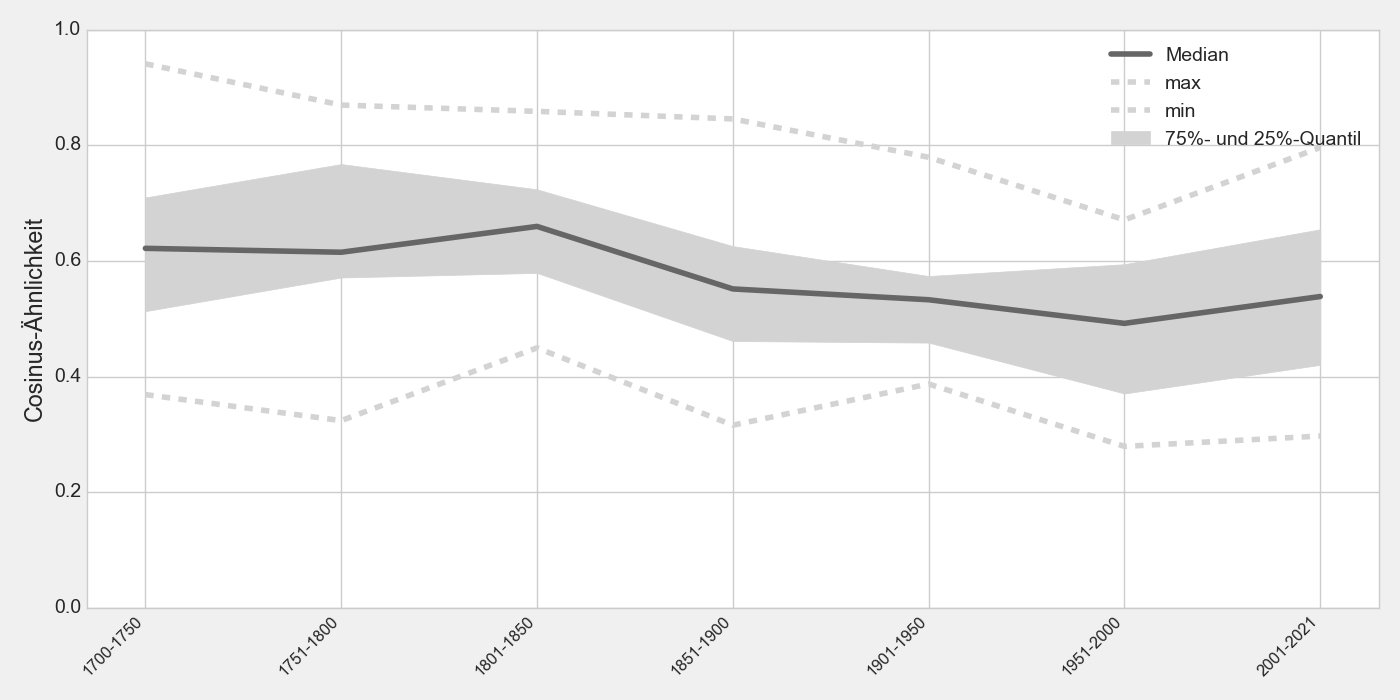 Cosinus-Ähnlichkeit
1.0
0.8
0.6
0.4
0.2
0.0
Median
max
min
75%- und 25%-Quantil
1700-1750
1751-1800
1801-1850
1851-1900
1901-1950
1951-2000
2001-2021